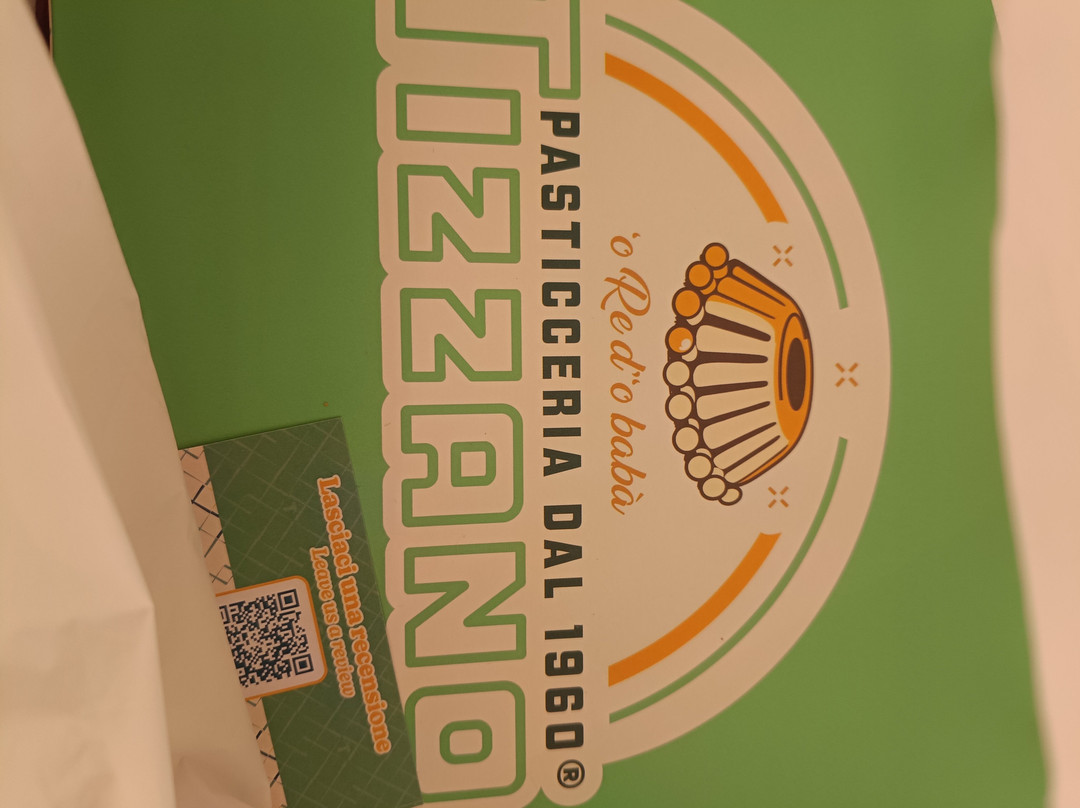 'o Re d''o babà
PASTICCERIA DAL 1960®
TIZZANO
Lasciaci una recensione
Leave us a review